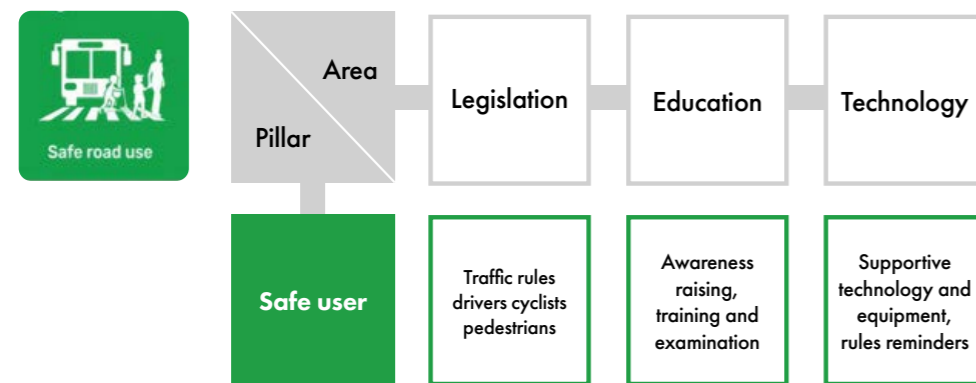 Safe road use
Area
Pillar
Legislation
Education
Technology
Safe user
Traffic rules
drivers cyclists
pedestrians
Awareness
raising,
training and
examination
Supportive
technology and
equipment,
rules reminders